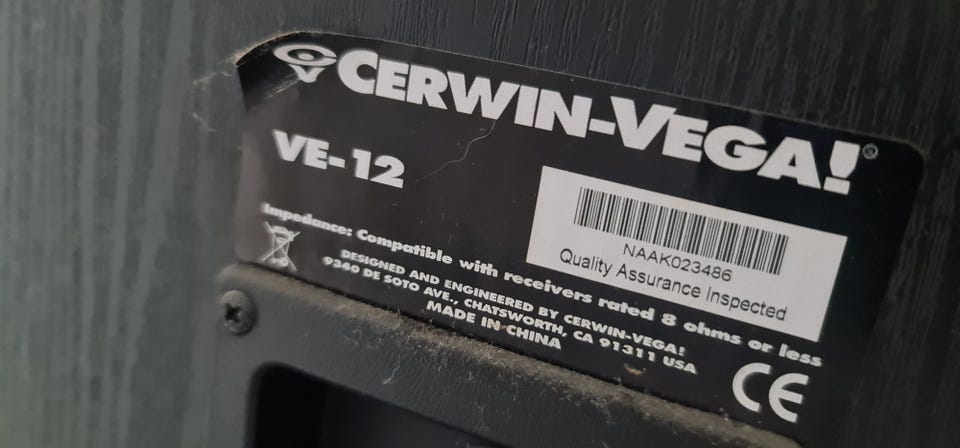 CERWIN-VEGA!®
VE-12
NAAK023486
Quality Assurance Inspected
Impedance: Compatible with receivers rated 8 ohms or less
DESIGNED AND ENGINEERED BY CERWIN-VEGA!
9340 DE SOTO AVE., CHATSWORTH, CA 91311 USA
MADE IN CHINA
CE